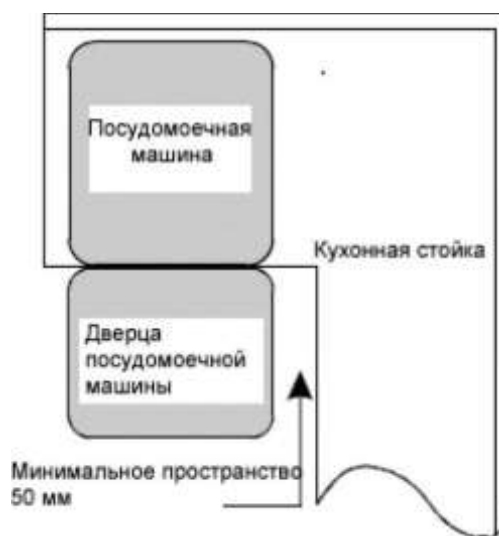 Посудомоечная
машина
Кухонная стойка
Дверца
посудомоечной
машины
Минимальное пространство
50 мм